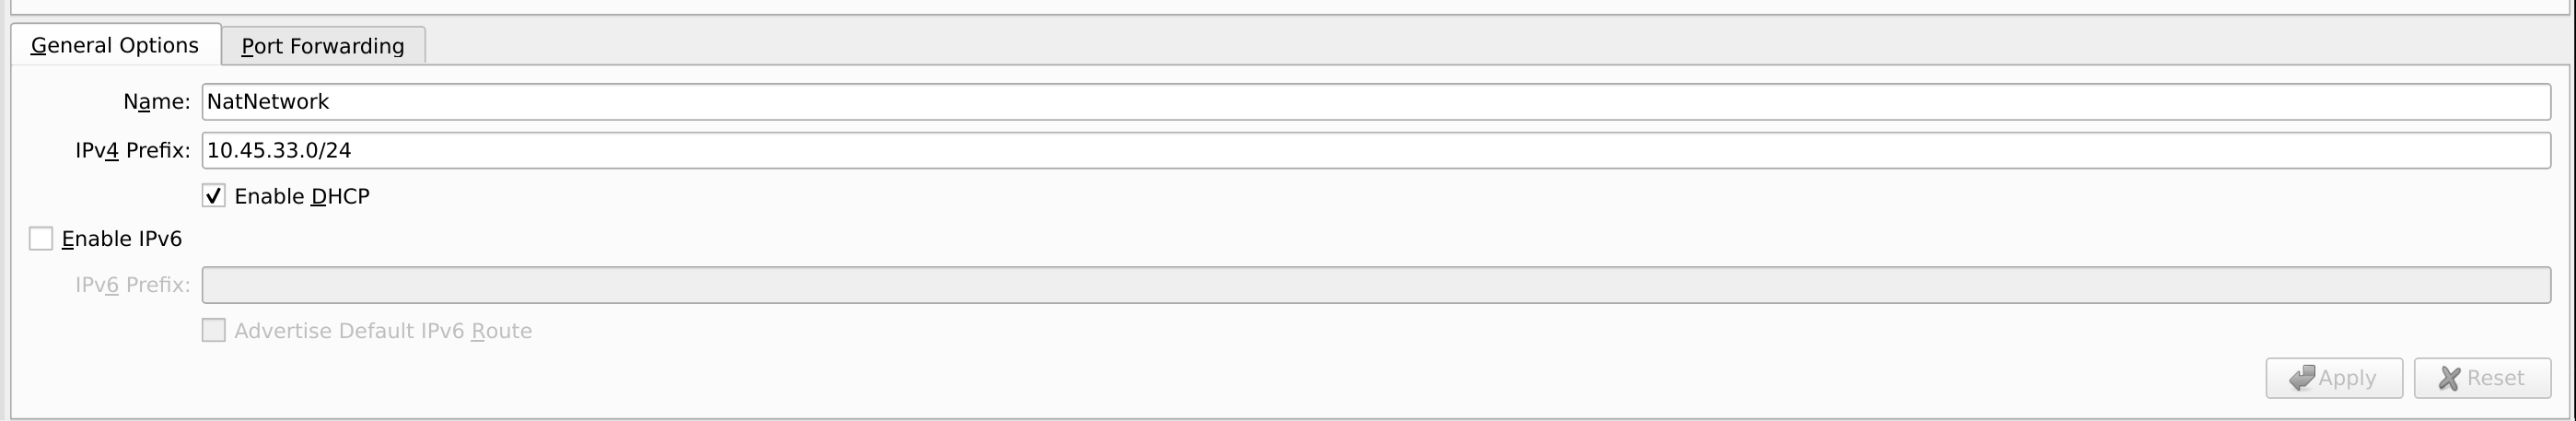 General Options Port Forwarding
Name: NatNetwork
IPv4 Prefix: 10.45.33.0/24
Enable DHCP
Enable IPv6
IPv6 Prefix:
Advertise Default IPv6 Route
Apply Reset